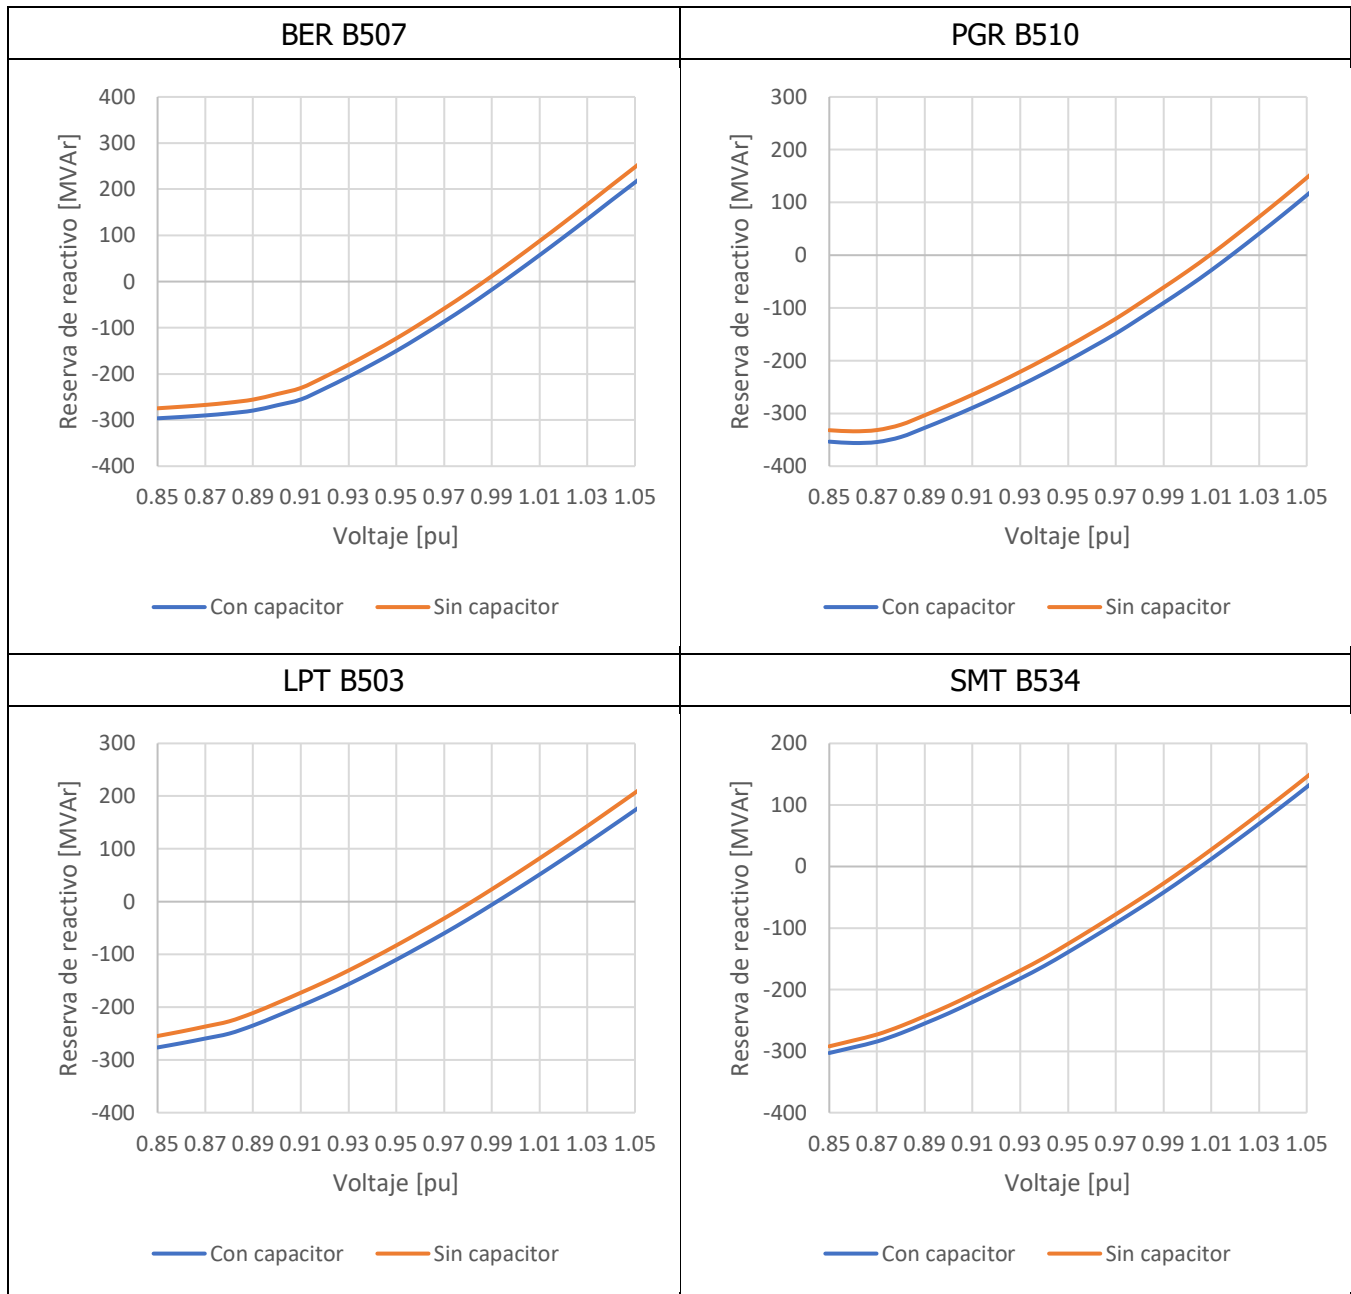 BER B507
PGR B510
400
300
200
100
0
-100
-200
-300
-400
Reserva de reactivo [MVAr]
0.85 0.87 0.89 0.91 0.93 0.95 0.97 0.99 1.01 1.03 1.05
Voltaje [pu]
Con capacitor Sin capacitor
300
200
100
0
-100
-200
-300
-400
Reserva de reactivo [MVAr]
0.85 0.87 0.89 0.91 0.93 0.95 0.97 0.99 1.01 1.03 1.05
Voltaje [pu]
Con capacitor Sin capacitor
LPT B503
SMT B534
300
200
100
0
-100
-200
-300
-400
Reserva de reactivo [MVAr]
0.85 0.87 0.89 0.91 0.93 0.95 0.97 0.99 1.01 1.03 1.05
Voltaje [pu]
Con capacitor Sin capacitor
200
100
0
-100
-200
-300
-400
Reserva de reactivo [MVAr]
0.85 0.87 0.89 0.91 0.93 0.95 0.97 0.99 1.01 1.03 1.05
Voltaje [pu]
Con capacitor Sin capacitor